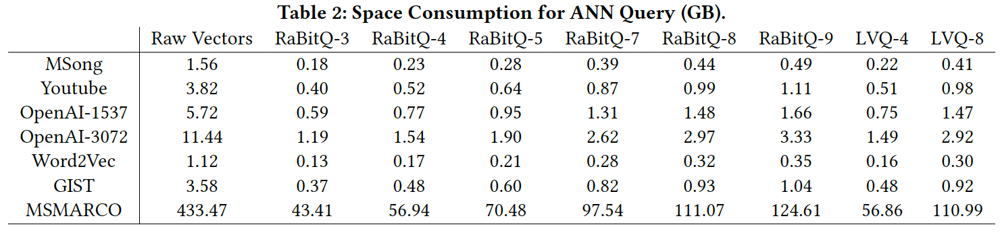 Table 2: Space Consumption for ANN Query (GB).
Raw Vectors RaBitQ-3 RaBitQ-4 RaBitQ-5 RaBitQ-7 RaBitQ-8 RaBitQ-9 LVQ-4 LVQ-8
MSong 1.56 0.18 0.23 0.28 0.39 0.44 0.49 0.22 0.41
Youtube 3.82 0.40 0.52 0.64 0.87 0.99 1.11 0.51 0.98
OpenAI-1537 5.72 0.59 0.77 0.95 1.31 1.48 1.66 0.75 1.47
OpenAI-3072 11.44 1.19 1.54 1.90 2.62 2.97 3.33 1.49 2.92
Word2Vec 1.12 0.13 0.17 0.21 0.28 0.32 0.35 0.16 0.30
GIST 3.58 0.37 0.48 0.60 0.82 0.93 1.04 0.48 0.92
MSMARCO 433.47 43.41 56.94 70.48 97.54 111.07 124.61 56.86 110.99